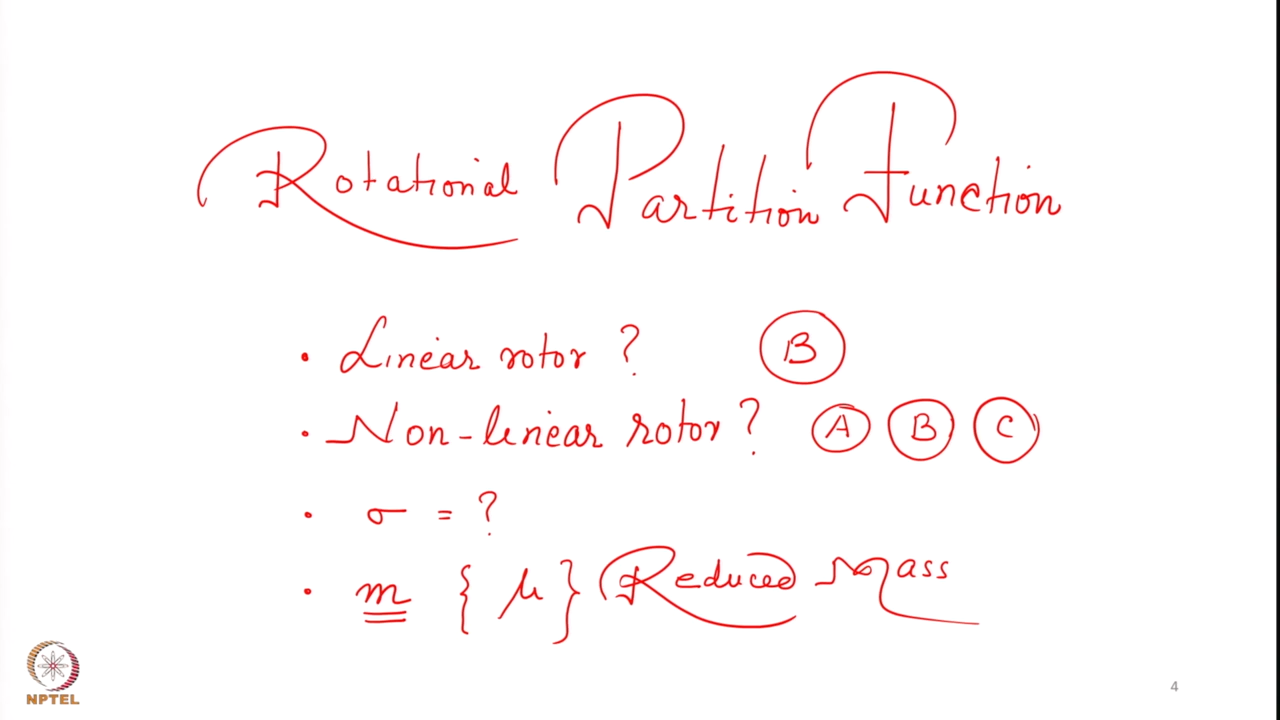 Rotational Partition Function
• Linear rotor ? B
• Non-linear rotor ? A B C
• σ = ?
• m { μ } Reduced Mass
NPTEL
4